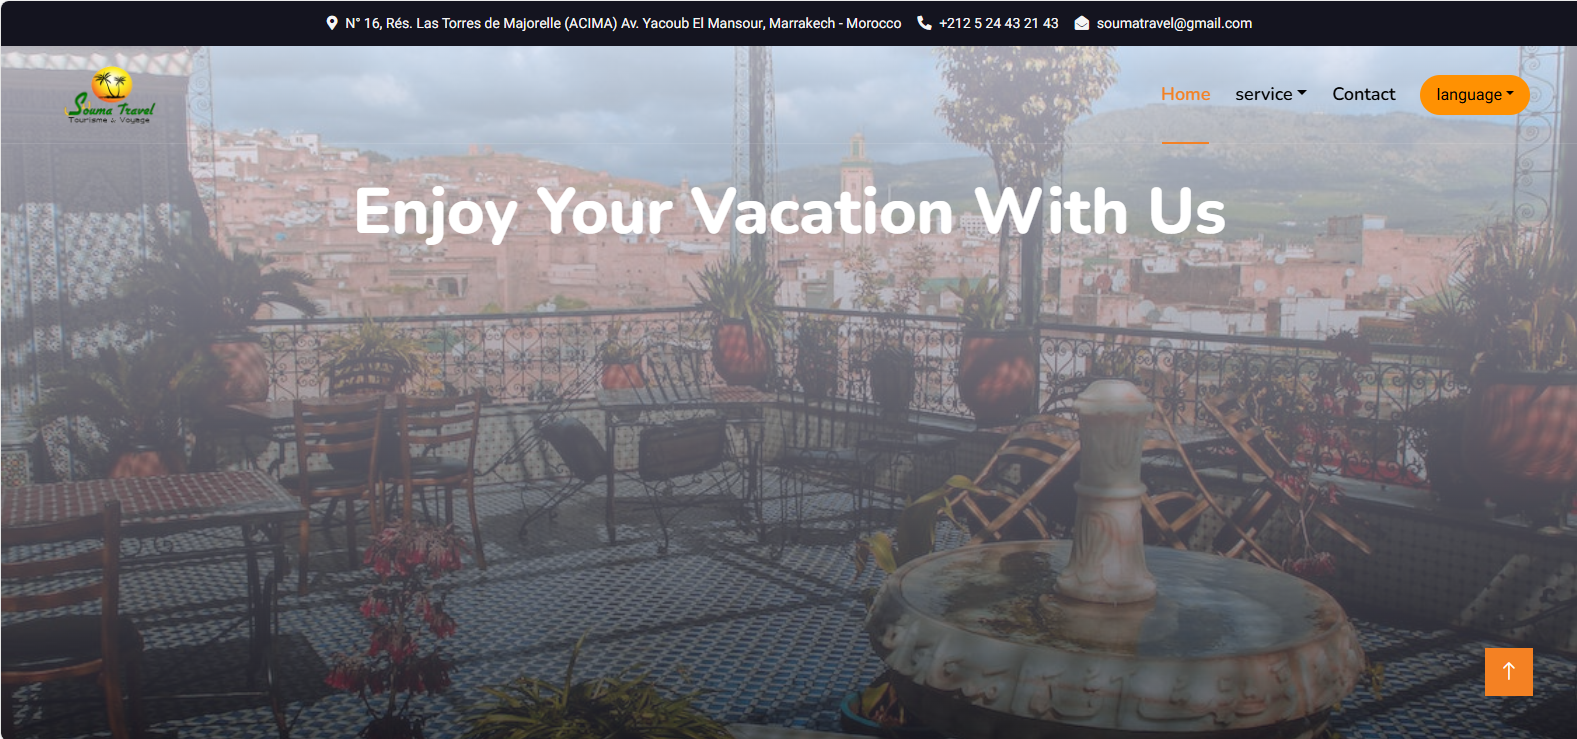 N° 16, Rés. Las Torres de Majorelle (ACIMA) Av. Yacoub El Mansour, Marrakech - Morocco +212 5 24 43 21 43 soumatravel@gmail.com
Souma Travel
Tourisme & Voyage
Home service Contact language
Enjoy Your Vacation With Us